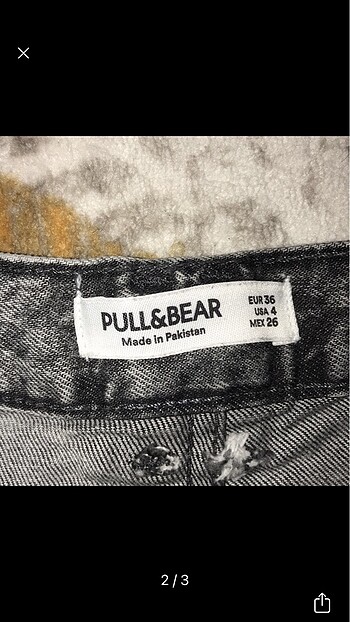 PULL&BEAR
Made in Pakistan
EUR 36
USA 4
MEX 26
2 / 3